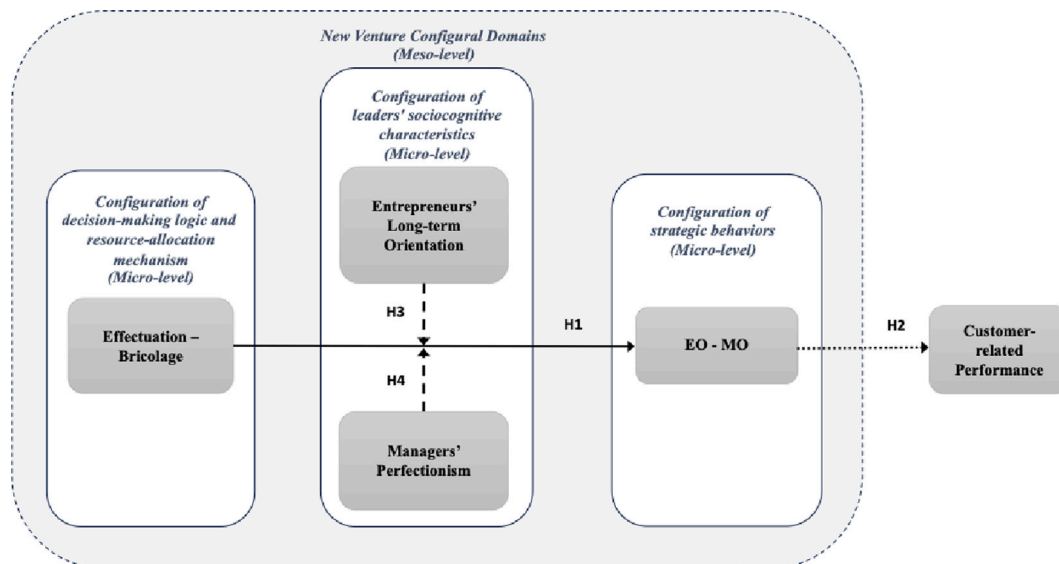 New Venture Configural Domains
(Meso-level)
Configuration of
leaders' sociocognitive
characteristics
(Micro-level)
Entrepreneurs'
Long-term
Orientation
Configuration of
decision-making logic and
resource-allocation
mechanism
(Micro-level)
Configuration of
strategic behaviors
(Micro-level)
H3
Effectuation –
Bricolage
H1
EO - MO
H2
Customer-
related
Performance
H4
Managers'
Perfectionism